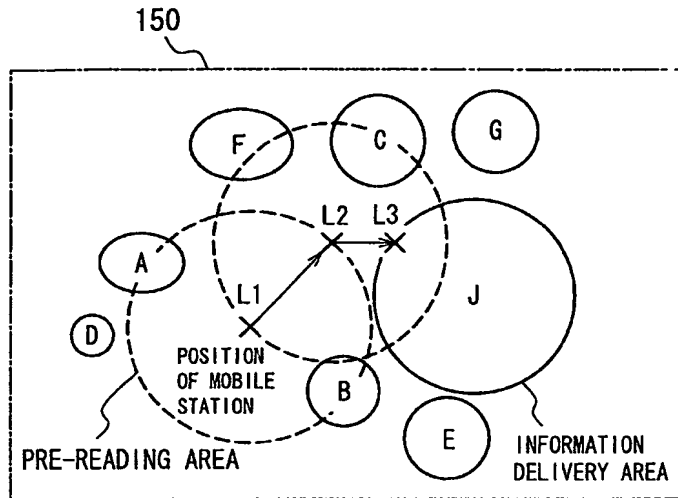 150
F
C
G
L2
L3
A
L1
J
D
POSITION
OF MOBILE
STATION
B
E
PRE-READING AREA
INFORMATION
DELIVERY AREA